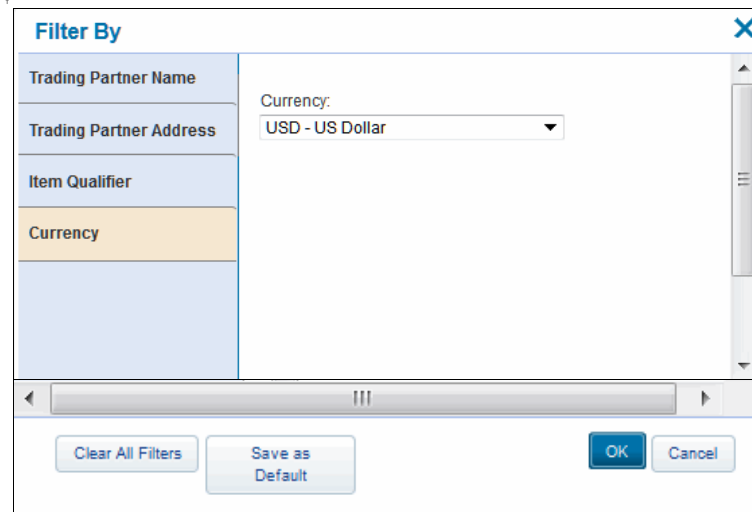 Filter By
Trading Partner Name
Trading Partner Address
Item Qualifier
Currency
Currency:
USD - US Dollar
Clear All Filters
Save as
Default
OK
Cancel